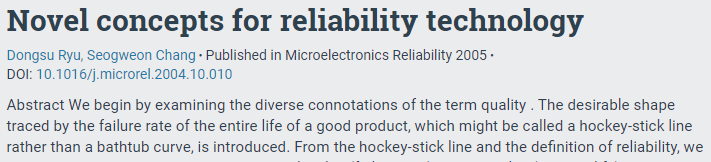 Novel concepts for reliability technology
Dongsu Ryu, Seogweon Chang • Published in Microelectronics Reliability 2005 •
DOI: 10.1016/j.microrel.2004.10.010
Abstract We begin by examining the diverse connotations of the term quality . The desirable shape
traced by the failure rate of the entire life of a good product, which might be called a hockey-stick line
rather than a bathtub curve, is introduced. From the hockey-stick line and the definition of reliability, we